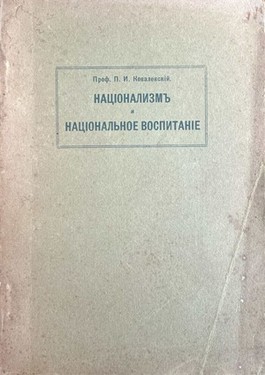 Проф. П. И. Ковалевскій.
НАЦІОНАЛИЗМЪ
и
НАЦІОНАЛЬНОЕ ВОСПИТАНІЕ